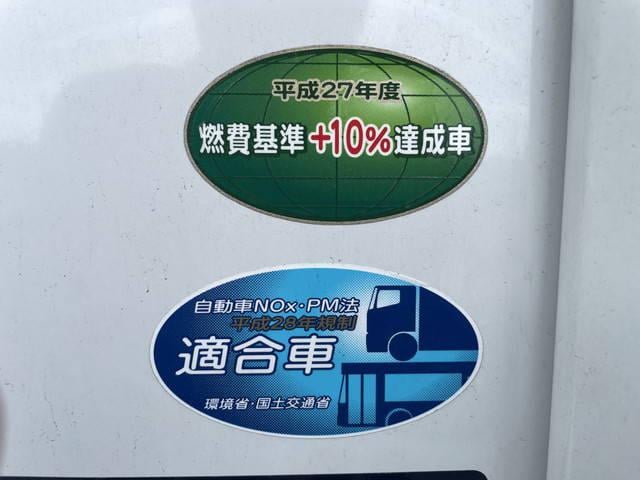 平成27年度
燃費基準+10%達成車
自動車NOx・PM法
平成28年規制
適合車
環境省・国土交通省